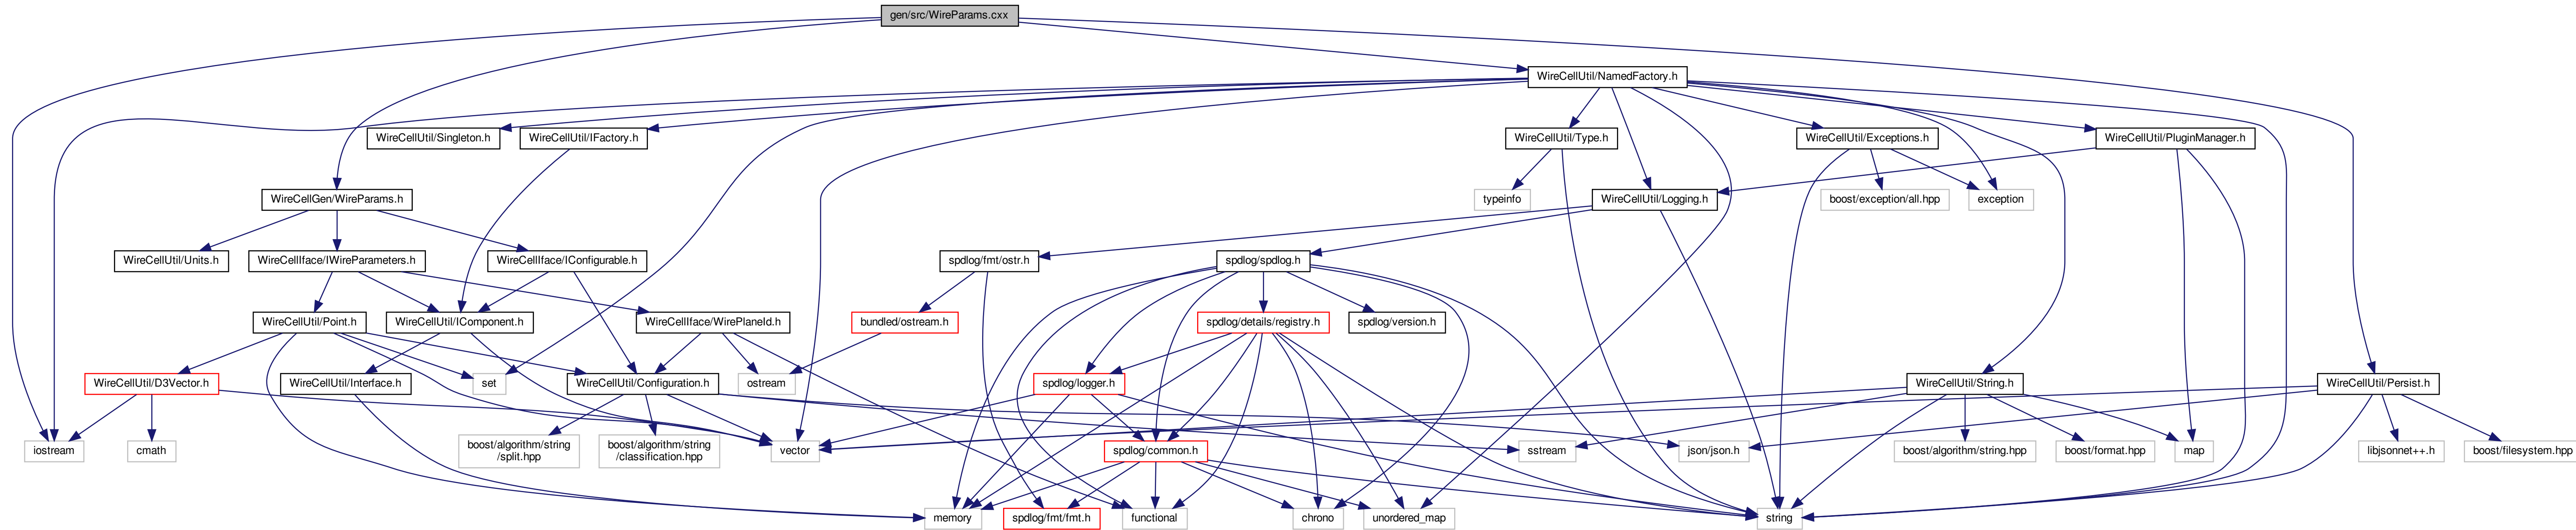 gen/src/WireParams.cxx
WireCellUtil/NamedFactory.h
WireCellUtil/Singleton.h
WireCellUtil/IFactory.h
WireCellUtil/Type.h
WireCellUtil/Exceptions.h
WireCellUtil/PluginManager.h
WireCellGen/WireParams.h
typeinfo
WireCellUtil/Logging.h
boost/exception/all.hpp
exception
WireCellUtil/Units.h
WireCellIface/IWireParameters.h
WireCellIface/IConfigurable.h
spdlog/fmt/ostr.h
spdlog/spdlog.h
WireCellUtil/Point.h
WireCellUtil/IComponent.h
WireCellIface/WirePlaneId.h
bundled/ostream.h
spdlog/details/registry.h
spdlog/version.h
WireCellUtil/D3Vector.h
WireCellUtil/Interface.h
set
WireCellUtil/Configuration.h
ostream
spdlog/logger.h
WireCellUtil/String.h
WireCellUtil/Persist.h
iostream
cmath
boost/algorithm/string
/split.hpp
boost/algorithm/string
/classification.hpp
vector
spdlog/common.h
sstream
json/json.h
boost/algorithm/string.hpp
boost/format.hpp
map
libjsonnet++.h
boost/filesystem.hpp
memory
spdlog/fmt/fmt.h
functional
chrono
unordered_map
string